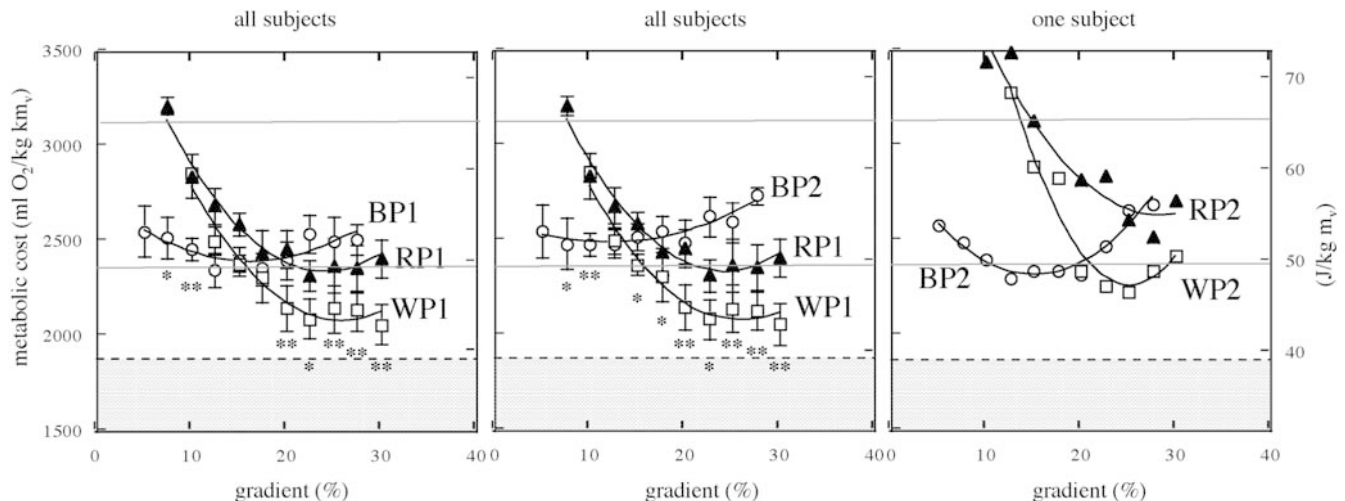 all subjects
all subjects
one subject
metabolic cost (ml O2/kg kmv)
3500
3000
2500
2000
1500
BP1
RP1
WP1
*
**
**
*
**
**
**
0
10
20
30
40
gradient (%)
BP2
RP1
WP1
*
**
*
*
**
*
**
**
**
0
10
20
30
40
gradient (%)
RP2
BP2
WP2
0
10
20
30
40
gradient (%)
70
60
50
40
(J/kg mv)